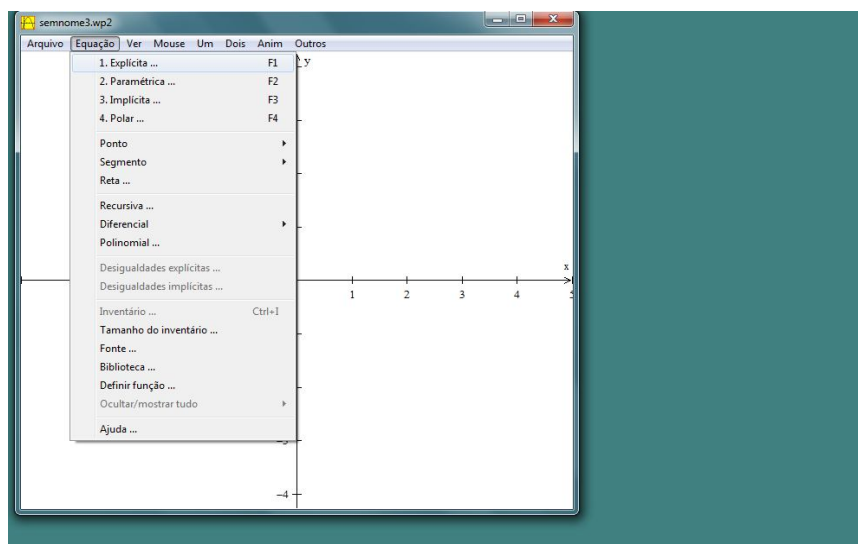 semnome3.wp2
Arquivo Equação Ver Mouse Um Dois Anim Outros
1. Explícita ... F1
2. Paramétrica ... F2
3. Implícita ... F3
4. Polar ... F4
Ponto
Segmento
Reta ...
Recursiva ...
Diferencial
Polinomial ...
Desigualdades explícitas ...
Desigualdades implícitas ...
Inventário ... Ctrl+I
Tamanho do inventário ...
Fonte ...
Biblioteca ...
Definir função ...
Ocultar/mostrar tudo
Ajuda ...
y
x
1 2 3 4 5
-4